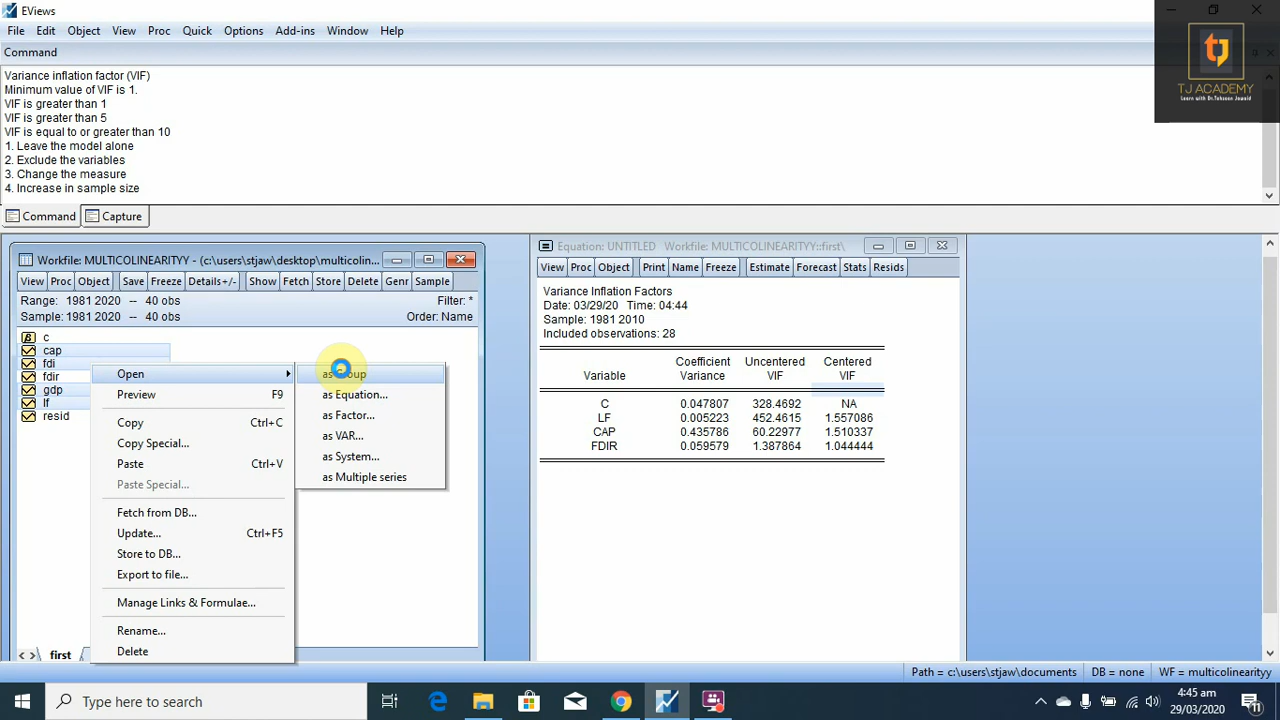 EViews
File Edit Object View Proc Quick Options Add-ins Window Help
Command
Variance inflation factor (VIF)
Minimum value of VIF is 1.
VIF is greater than 1
VIF is greater than 5
VIF is equal to or greater than 10
1. Leave the model alone
2. Exclude the variables
3. Change the measure
4. Increase in sample size
TJ ACADEMY
Learn with Dr.Tahseen Jawaid
Command Capture
Workfile: MULTICOLINEARITYY - (c:\users\stjaw\desktop\multicolin...
View Proc Object Save Freeze Details+/- Show Fetch Store Delete Genr Sample
Range: 1981 2020 -- 40 obs Filter: *
Sample: 1981 2020 -- 40 obs Order: Name
c
cap
fdi
fdir
gdp
lf
resid
first
Open
Preview F9
Copy Ctrl+C
Copy Special...
Paste Ctrl+V
Paste Special...
Fetch from DB...
Update... Ctrl+F5
Store to DB...
Export to file...
Manage Links & Formulae...
Rename...
Delete
as Group
as Equation...
as Factor...
as VAR...
as System...
as Multiple series
Equation: UNTITLED Workfile: MULTICOLINEARITYY::first\
View Proc Object Print Name Freeze Estimate Forecast Stats Resids
Variance Inflation Factors
Date: 03/29/20 Time: 04:44
Sample: 1981 2010
Included observations: 28
Coefficient Uncentered Centered
Variable Variance VIF VIF
C 0.047807 328.4692 NA
LF 0.005223 452.4615 1.557086
CAP 0.435786 60.22977 1.510337
FDIR 0.059579 1.387864 1.044444
Path = c:\users\stjaw\documents DB = none WF = multicolinearityy
Type here to search
4:45 am
29/03/2020
11